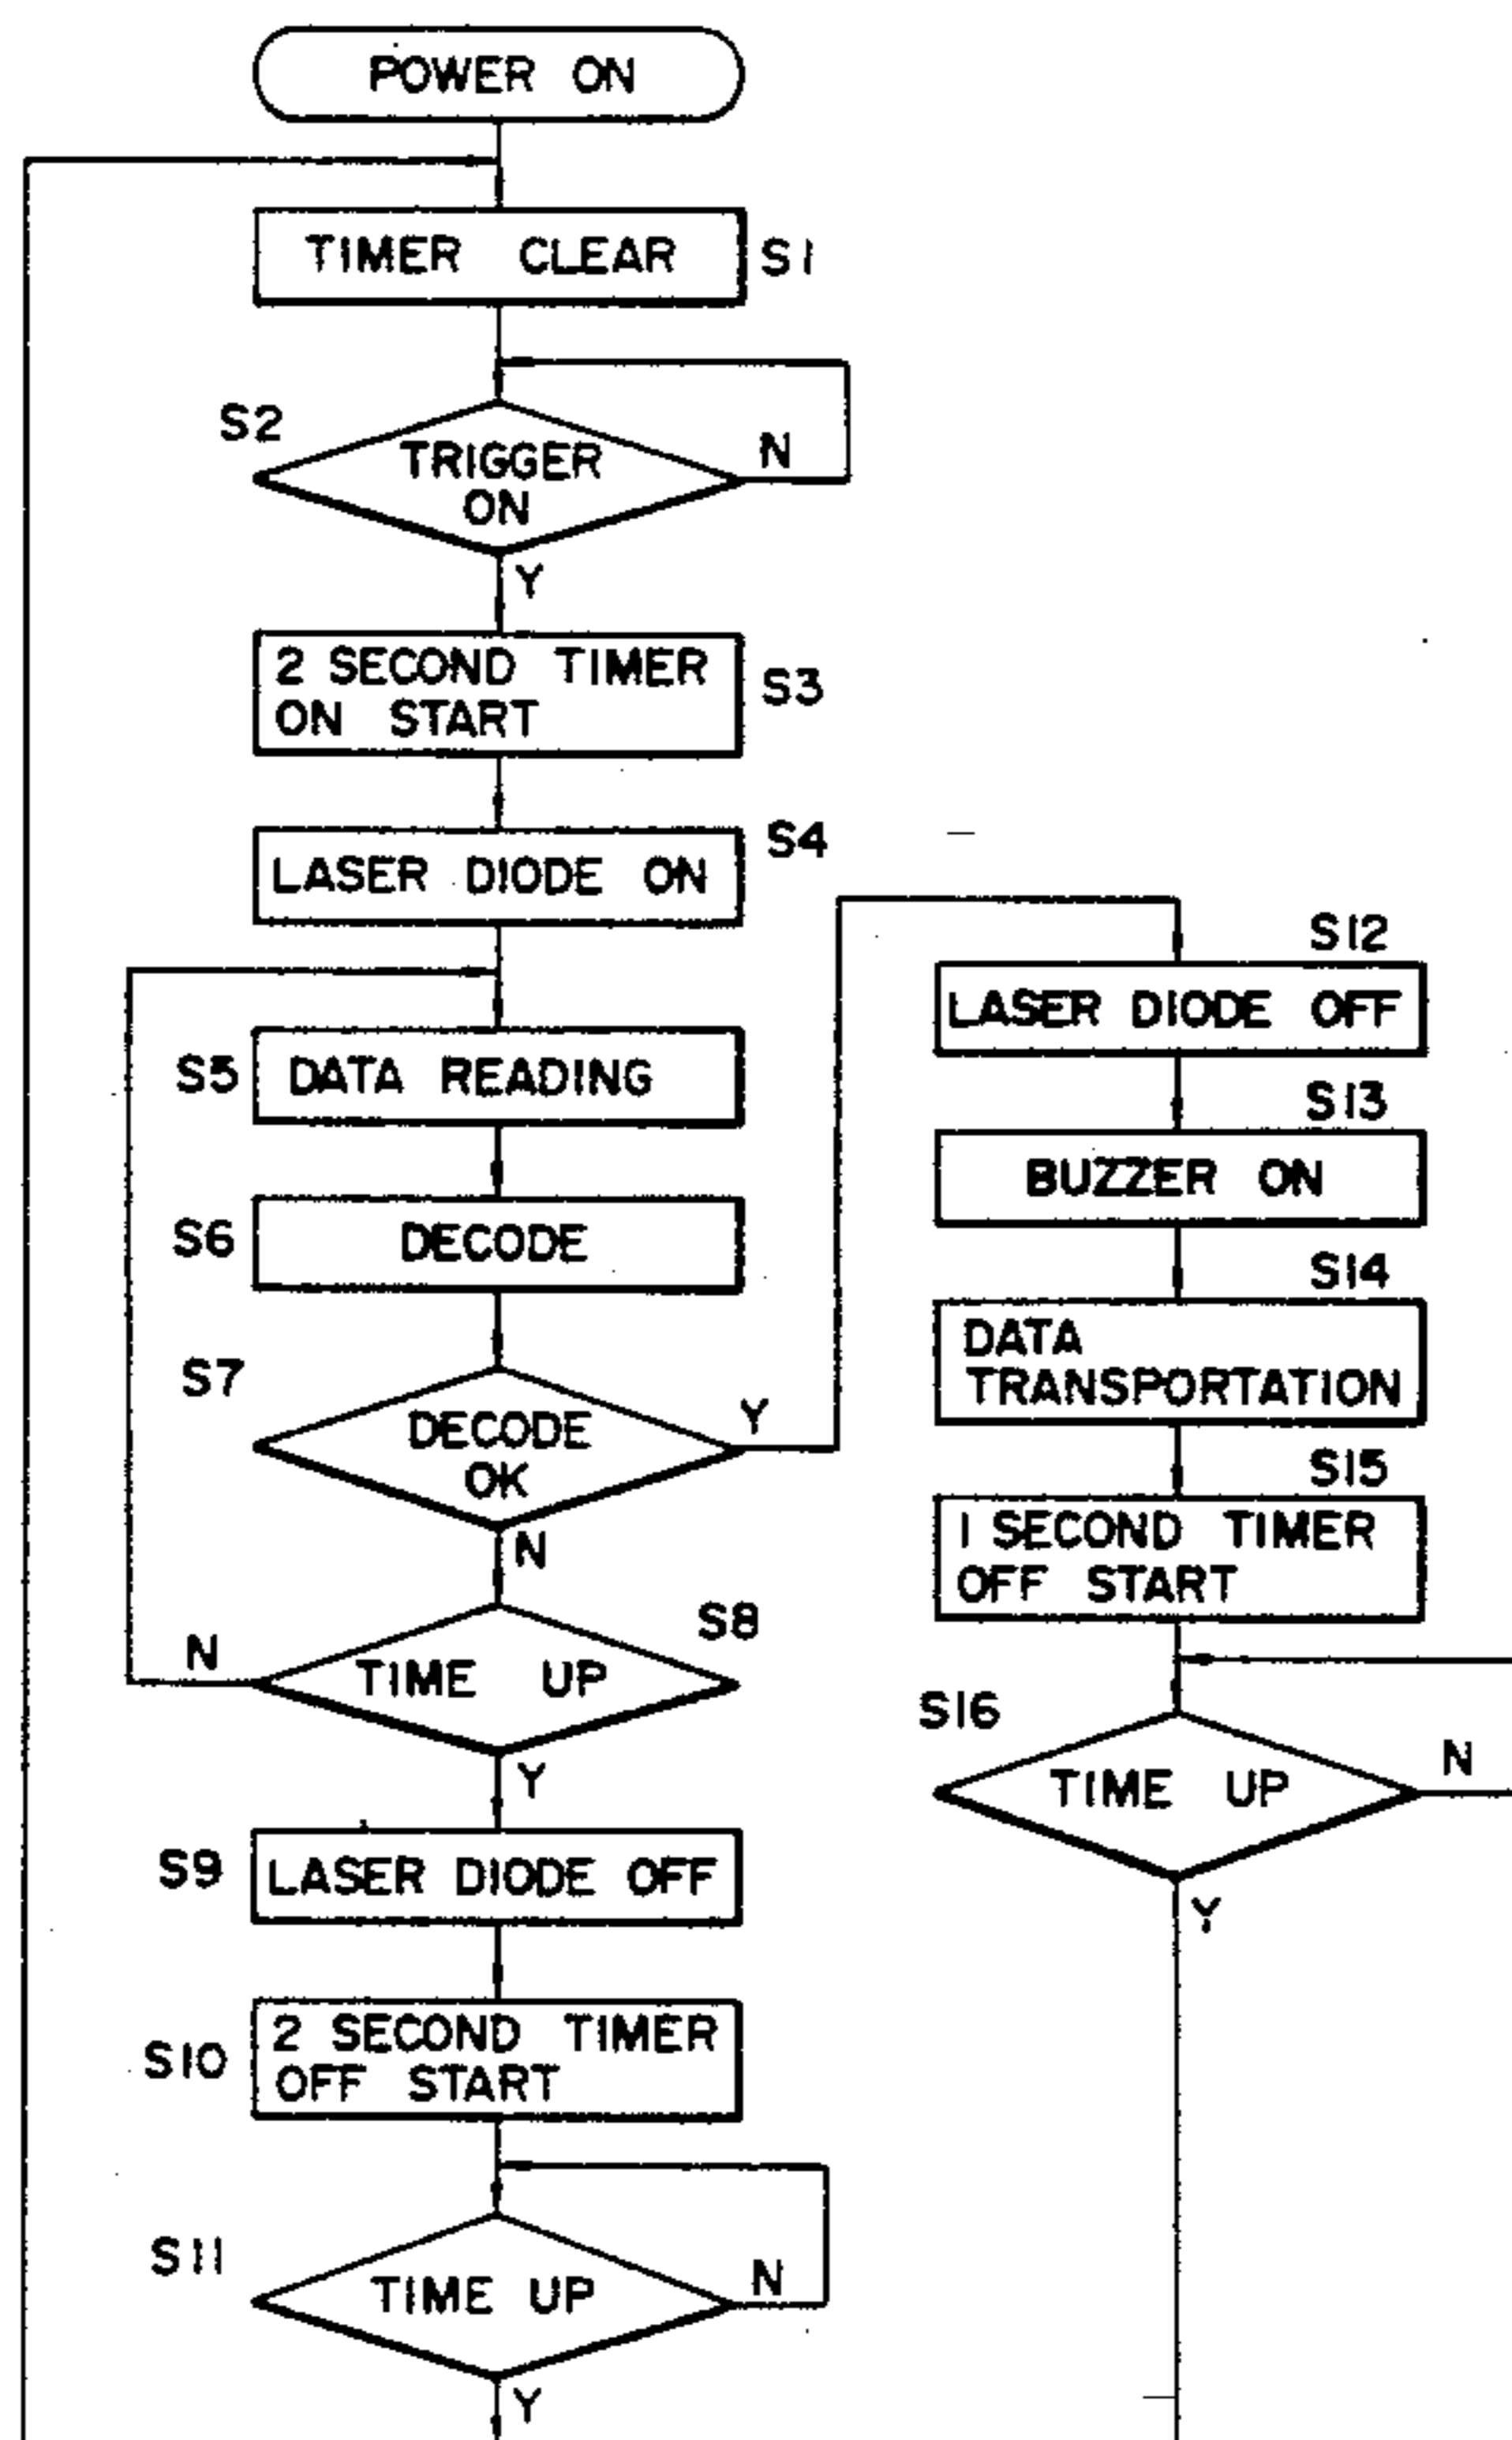 POWER ON
TIMER CLEAR
S1
S2
TRIGGER
ON
N
Y
2 SECOND TIMER
ON START
S3
LASER DIODE ON
S4
S5
DATA READING
S6
DECODE
S7
DECODE
OK
Y
N
S8
TIME UP
N
Y
S9
LASER DIODE OFF
S10
2 SECOND TIMER
OFF START
S11
TIME UP
N
Y
S12
LASER DIODE OFF
S13
BUZZER ON
S14
DATA
TRANSPORTATION
S15
1 SECOND TIMER
OFF START
S16
TIME UP
N
Y